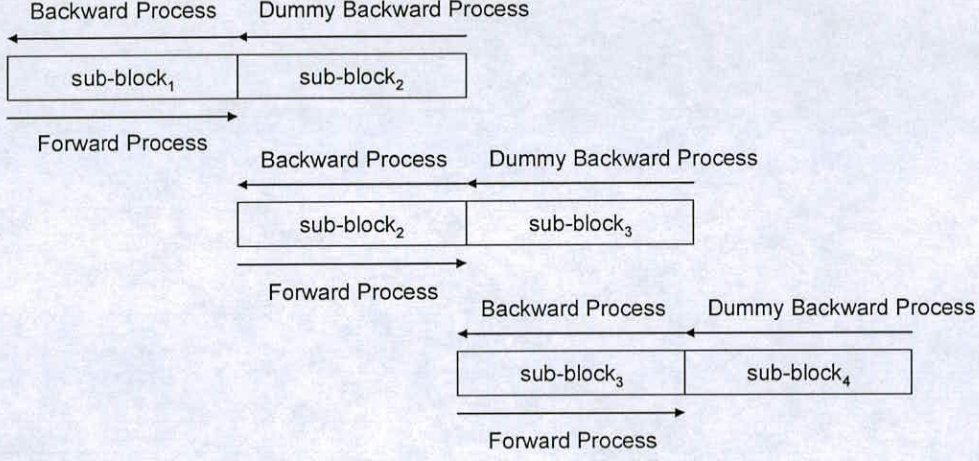 Backward Process Dummy Backward Process
sub-block₁ sub-block₂
Forward Process
Backward Process Dummy Backward Process
sub-block₂ sub-block₃
Forward Process
Backward Process Dummy Backward Process
sub-block₃ sub-block₄
Forward Process